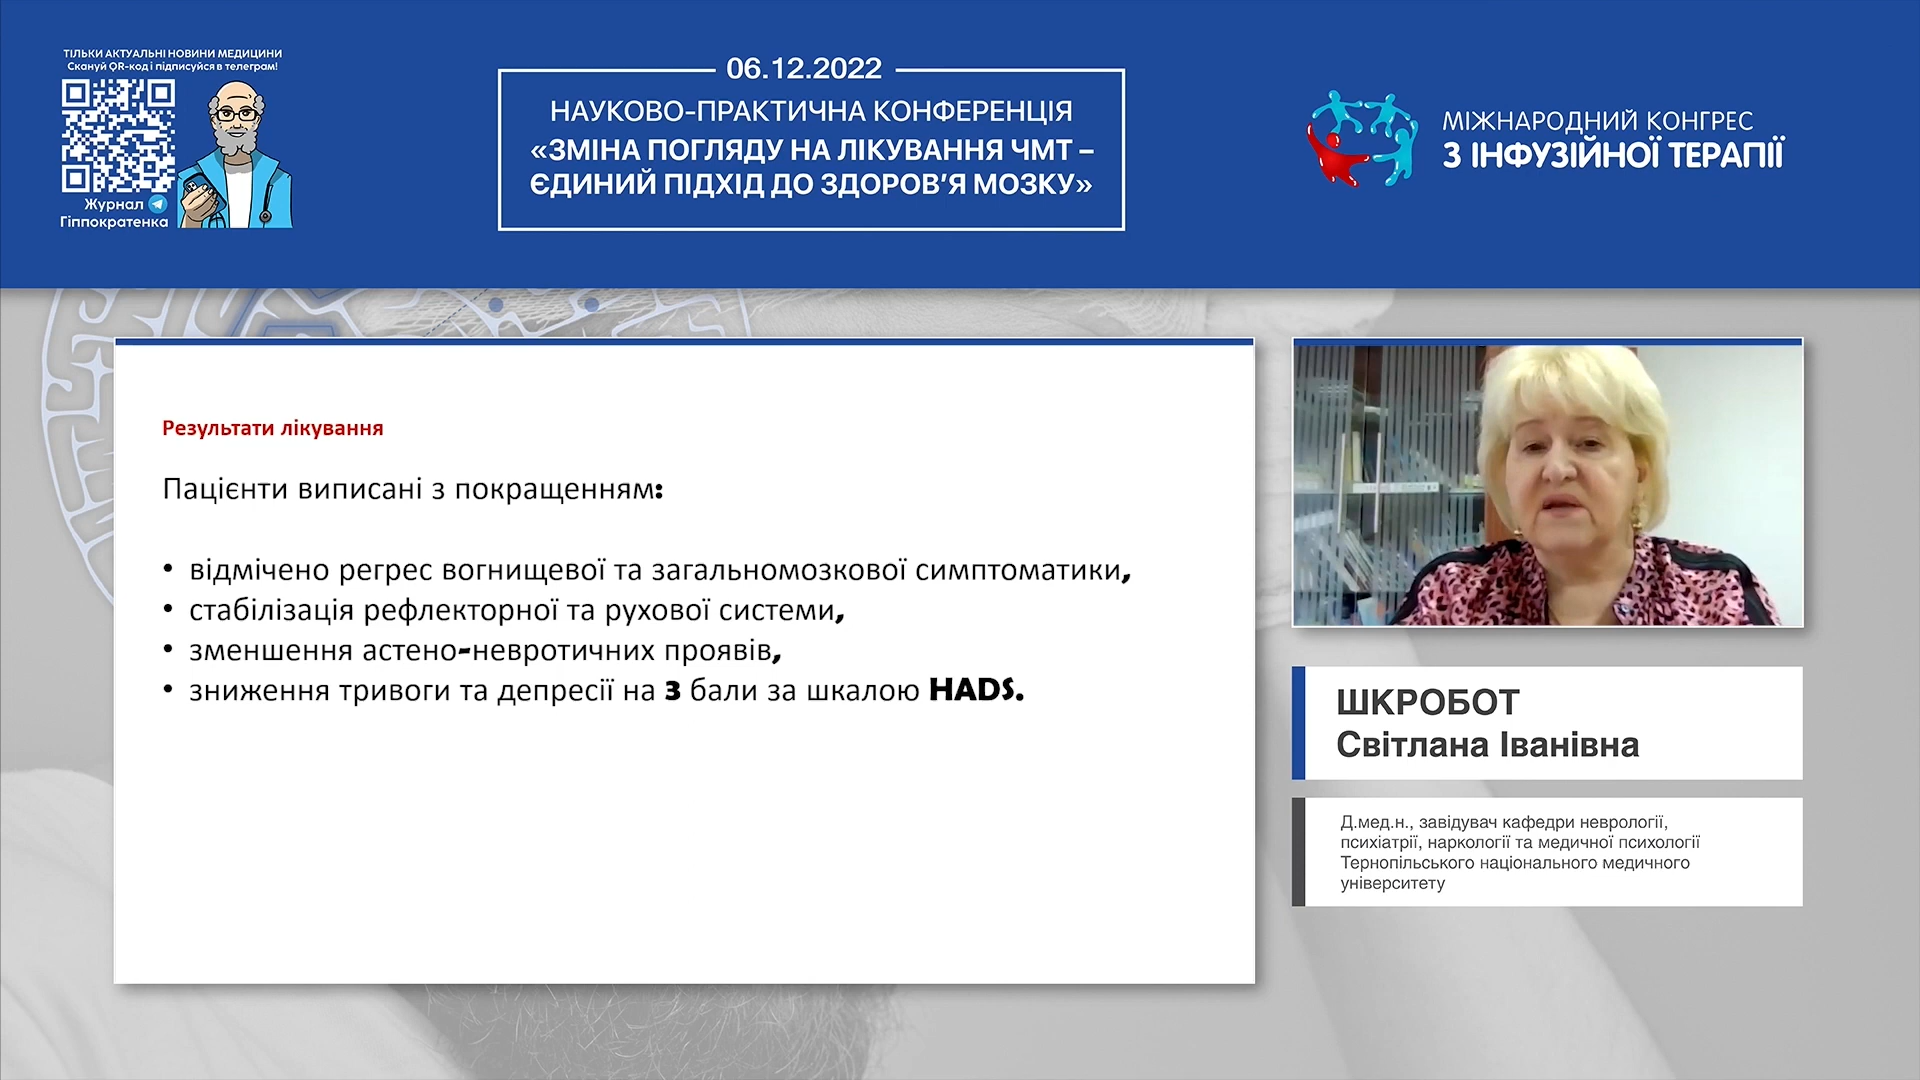 ТІЛЬКИ АКТУАЛЬНІ НОВИНИ МЕДИЦИНИ
Скануй QR-код і підписуйся в телеграм!
Журнал
Гіппократенка
06.12.2022
НАУКОВО-ПРАКТИЧНА КОНФЕРЕНЦІЯ
«ЗМІНА ПОГЛЯДУ НА ЛІКУВАННЯ ЧМТ –
ЄДИНИЙ ПІДХІД ДО ЗДОРОВ'Я МОЗКУ»
МІЖНАРОДНИЙ КОНГРЕС
З ІНФУЗІЙНОЇ ТЕРАПІЇ
Результати лікування
Пацієнти виписані з покращенням:
• відмічено регрес вогнищевої та загальномозкової симптоматики,
• стабілізація рефлекторної та рухової системи,
• зменшення астено-невротичних проявів,
• зниження тривоги та депресії на 3 бали за шкалою HADS.
ШКРОБОТ
Світлана Іванівна
Д.мед.н., завідувач кафедри неврології,
психіатрії, наркології та медичної психології
Тернопільського національного медичного
університету